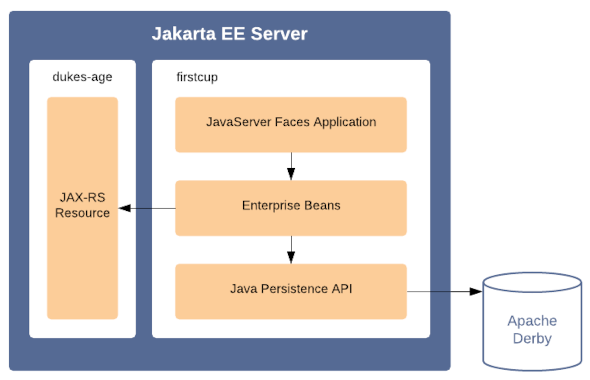 Jakarta EE Server
dukes-age
firstcup
JavaServer Faces Application
JAX-RS
Resource
Enterprise Beans
Java Persistence API
Apache
Derby